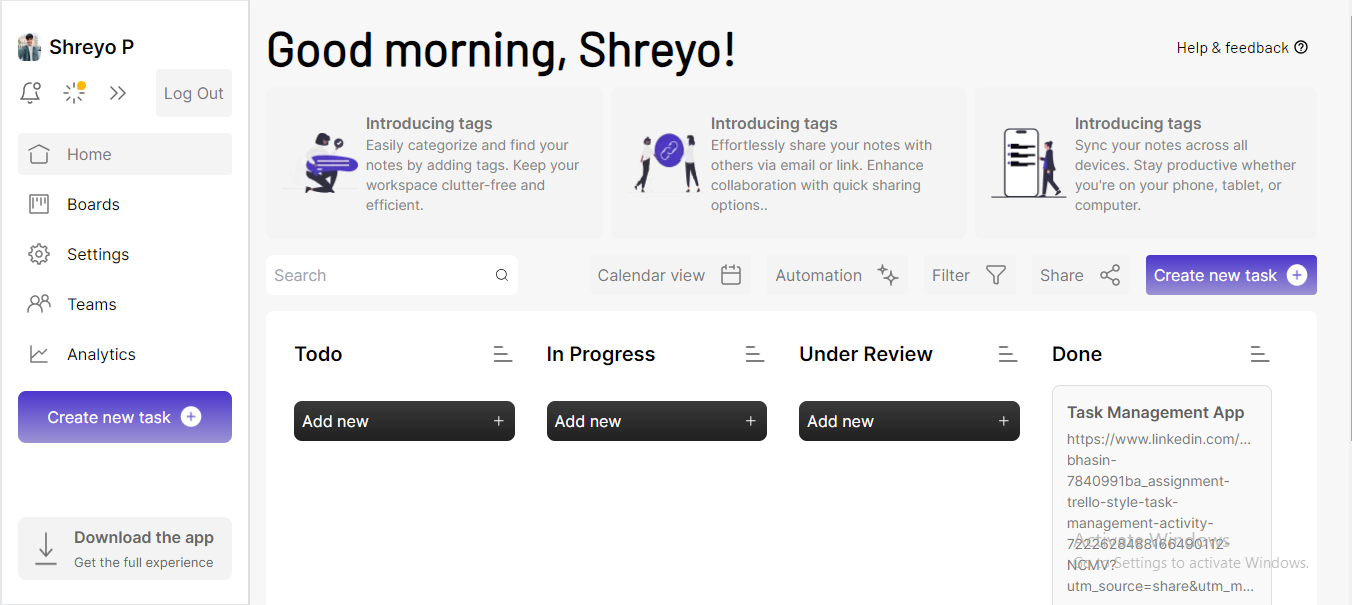 Shreyo P
Log Out
Home
Boards
Settings
Teams
Analytics
Create new task
Download the app
Get the full experience
Good morning, Shreyo!
Help & feedback
Introducing tags
Easily categorize and find your
notes by adding tags. Keep your
workspace clutter-free and
efficient.
Introducing tags
Effortlessly share your notes with
others via email or link. Enhance
collaboration with quick sharing
options..
Introducing tags
Sync your notes across all
devices. Stay productive whether
you're on your phone, tablet, or
computer.
Search
Calendar view
Automation
Filter
Share
Create new task
Todo
Add new
In Progress
Add new
Under Review
Add new
Done
Task Management App
https://www.linkedin.com/...
bhasin-
7840991ba_assignment-
trello-style-task-
management-activity-
7222628488166490112-
NCMV?
utm_source=share&utm_m...
Activate Windows
Go to Settings to activate Windows.